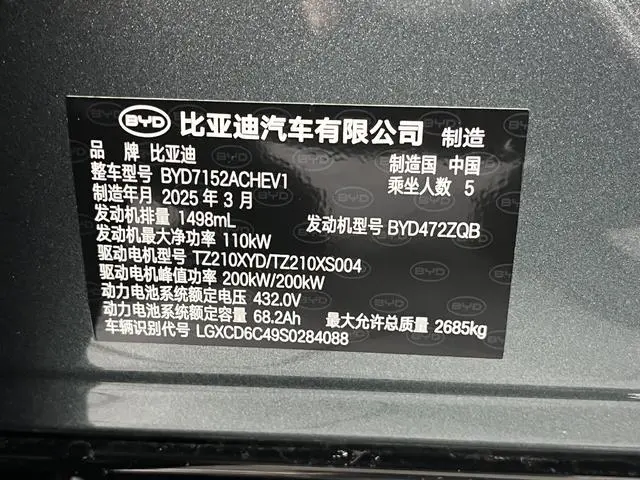 BYD 比亚迪汽车有限公司 制造
品 牌 比亚迪 制造国 中国
整车型号 BYD7152ACHEV1 乘坐人数 5
制造年月 2025 年 3 月
发动机排量 1498mL 发动机型号 BYD472ZQB
发动机最大净功率 110kW
驱动电机型号 TZ210XYD/TZ210XS004
驱动电机峰值功率 200kW/200kW
动力电池系统额定电压 432.0V
动力电池系统额定容量 68.2Ah 最大允许总质量 2685kg
车辆识别代号 LGXCD6C49S0284088